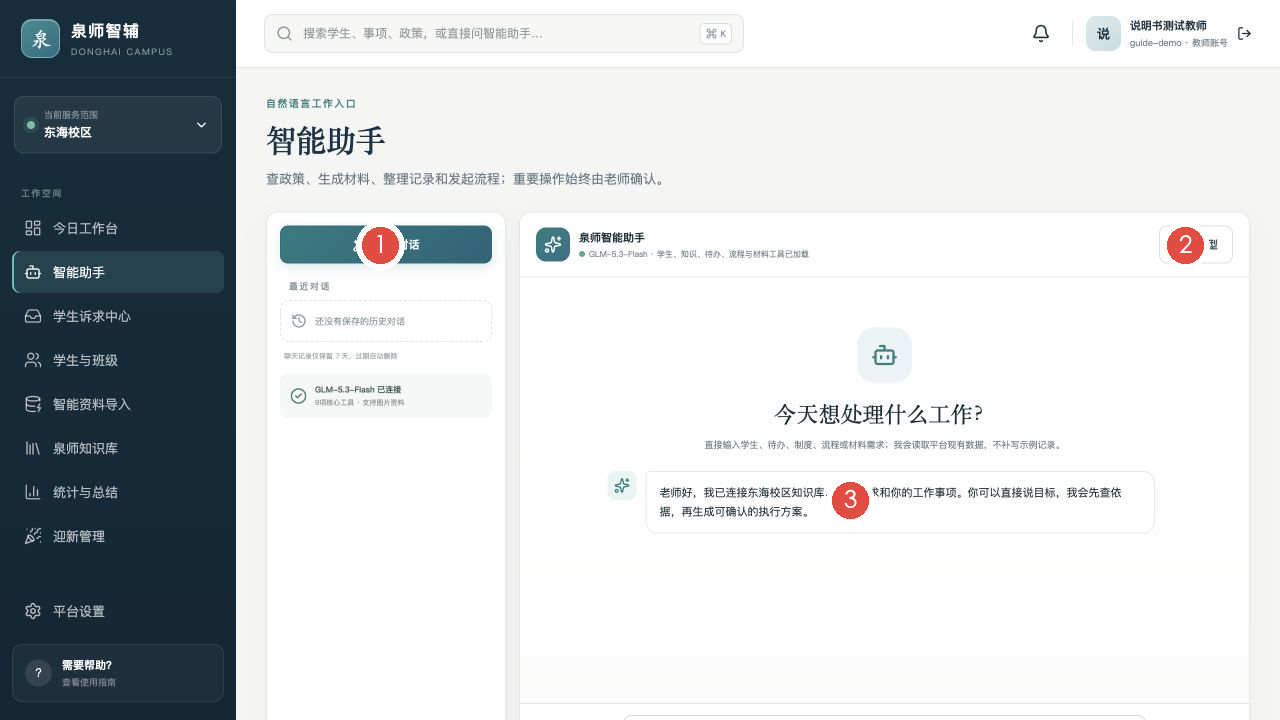 泉
泉师智辅
DONGHAI CAMPUS
当前服务范围
东海校区
工作空间
今日工作台
智能助手
学生诉求中心
学生与班级
智能资料导入
泉师知识库
统计与总结
迎新管理
平台设置
?
需要帮助?
查看使用指南
搜索学生、事项、政策，或直接问智能助手…
⌘ K
说
说明书测试教师
guide-demo · 教师账号
自然语言工作入口
智能助手
查政策、生成材料、整理记录和发起流程；重要操作始终由老师确认。
1
话
最近对话
还没有保存的历史对话
聊天记录仅保留 7 天，过期自动删除
GLM-5.3-Flash 已连接
9项核心工具 · 支持图片资料
泉师智能助手
GLM-5.3-Flash · 学生、知识、待办、流程与材料工具已加载
2
今天想处理什么工作?
直接输入学生、待办、制度、流程或材料需求；我会读取平台现有数据，不补写示例记录。
老师好，我已连接东海校区知识库 3 和你的工作事项。你可以直接说目标，我会先查依
据，再生成可确认的执行方案。